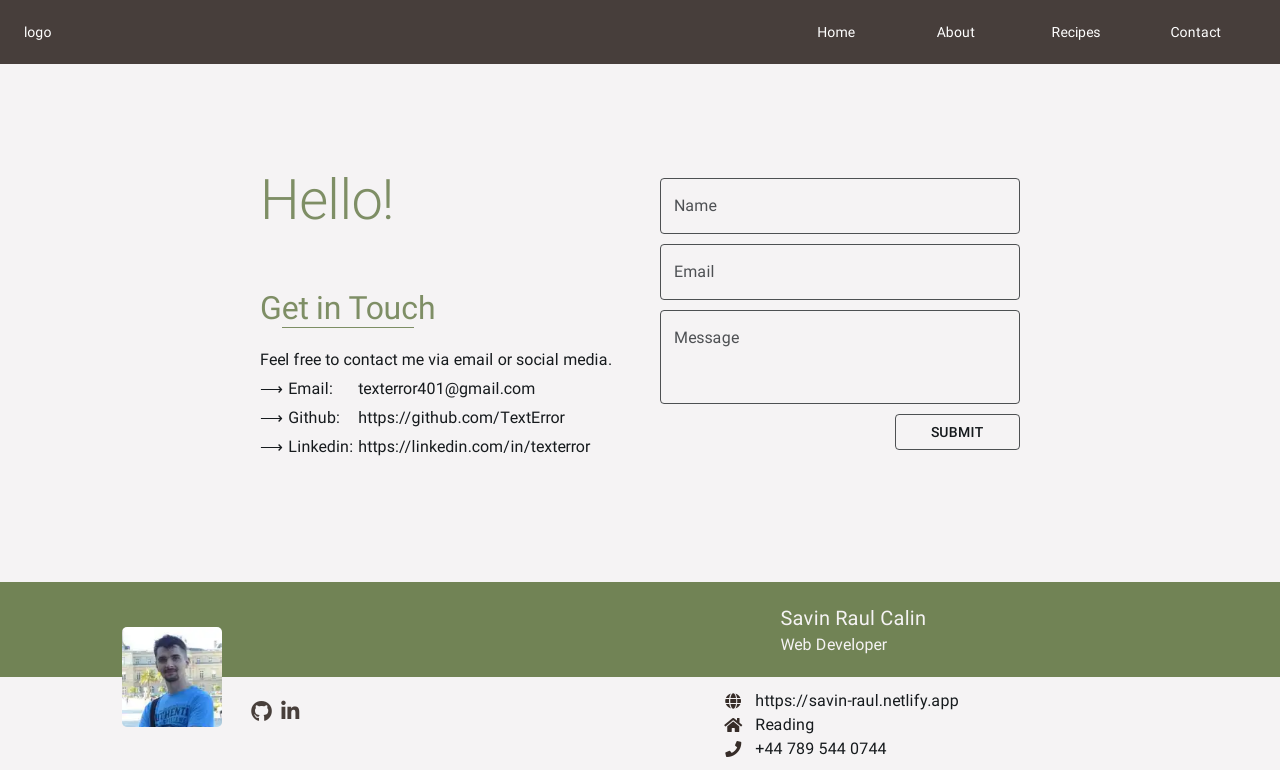 logo
Home
About
Recipes
Contact
Hello!
Get in Touch
Feel free to contact me via email or social media.
⟶ Email: texterror401@gmail.com
⟶ Github: https://github.com/TextError
⟶ Linkedin: https://linkedin.com/in/texterror
Name
Email
Message
SUBMIT
Savin Raul Calin
Web Developer
https://savin-raul.netlify.app
Reading
+44 789 544 0744